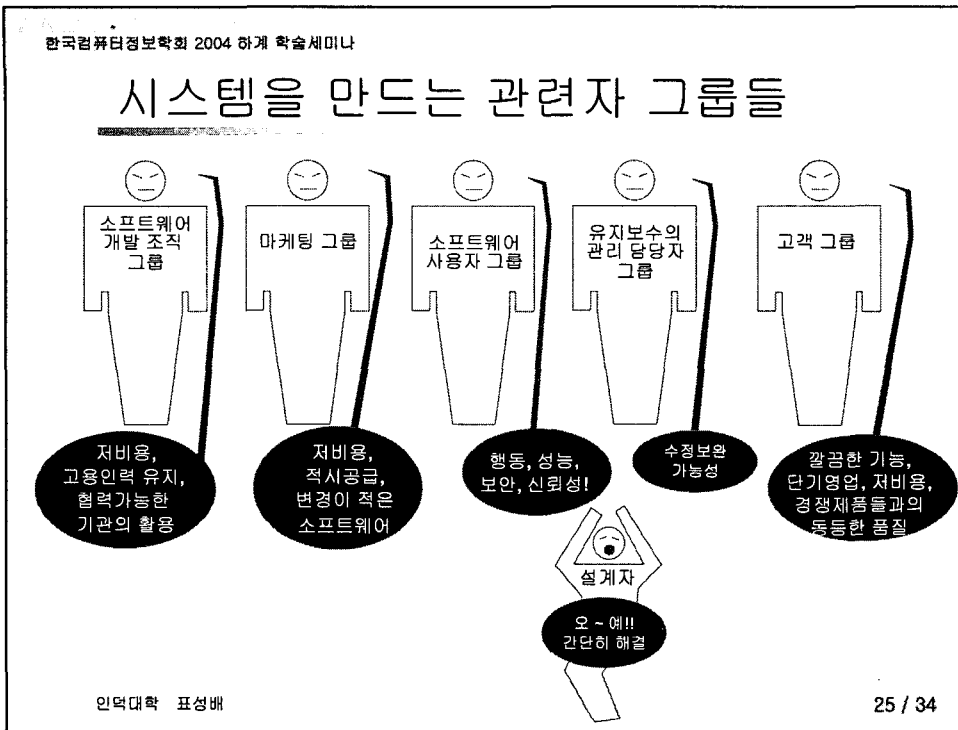 한국컴퓨터정보학회 2004 하계 학술세미나
시스템을 만드는 관련자 그룹들
소프트웨어
개발 조직
그룹
마케팅 그룹
소프트웨어
사용자 그룹
유지보수의
관리 담당자
그룹
고객 그룹
저비용,
고용인력 유지,
협력가능한
기관의 활용
저비용,
적시공급,
변경이 적은
소프트웨어
행동, 성능,
보안, 신뢰성!
수정보완
가능성
깔끔한 기능,
단기영업, 저비용,
경쟁제품들과의
동등한 품질
설계자
오 ~ 예!!
간단히 해결
인덕대학 표성배
25 / 34